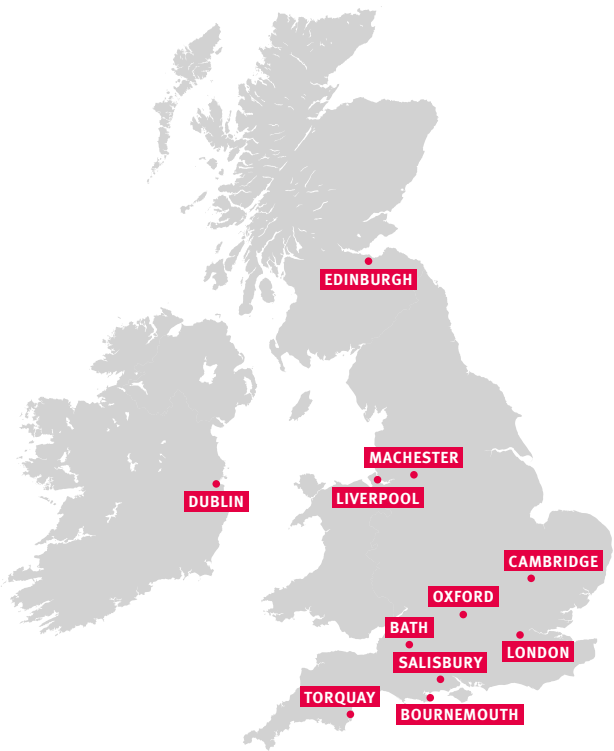 EDINBURGH
MACHESTER
LIVERPOOL
DUBLIN
CAMBRIDGE
OXFORD
BATH
LONDON
SALISBURY
TORQUAY
BOURNEMOUTH